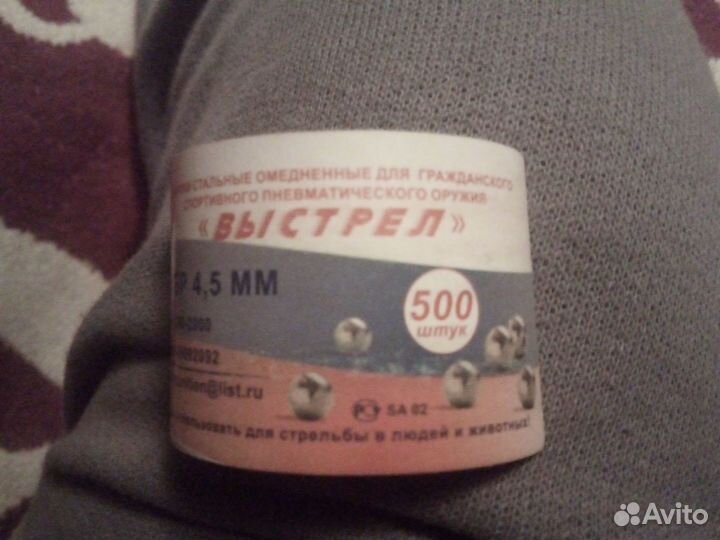 СТАЛЬНЫЕ ОМЕДНЕННЫЕ ДЛЯ ГРАЖДАНСКОГО
СПОРТИВНОГО ПНЕВМАТИЧЕСКОГО ОРУЖИЯ
«ВЫСТРЕЛ»
4,5 ММ
500
штук
@list.ru
РСТ SA 02
для стрельбы в людей и животных!
Avito